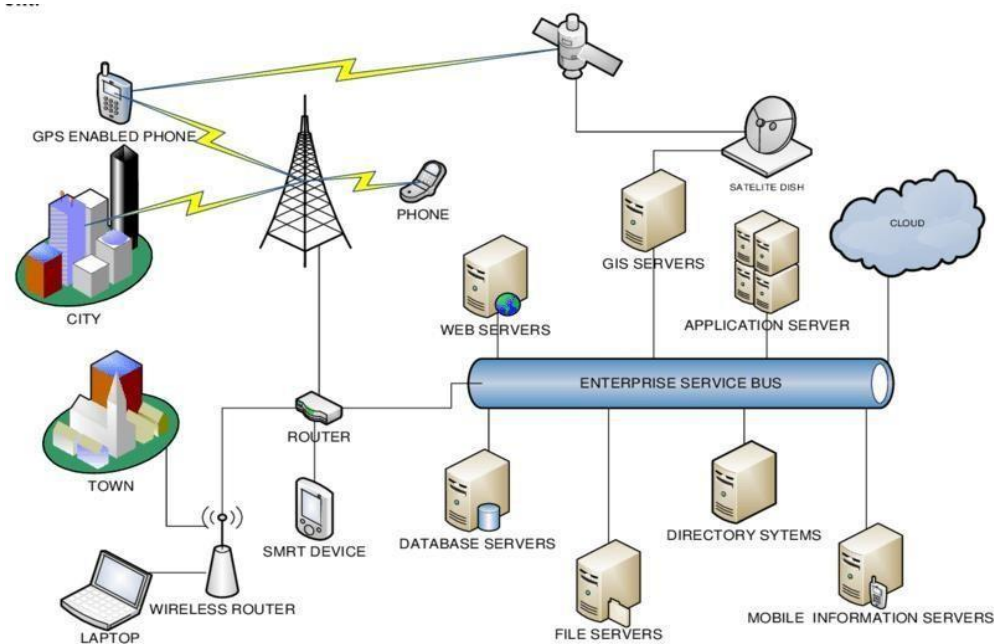 GPS ENABLED PHONE
PHONE
SATELITE DISH
CLOUD
CITY
WEB SERVERS
GIS SERVERS
APPLICATION SERVER
ENTERPRISE SERVICE BUS
ROUTER
TOWN
SMRT DEVICE
DATABASE SERVERS
DIRECTORY SYTEMS
WIRELESS ROUTER
LAPTOP
FILE SERVERS
MOBILE INFORMATION SERVERS